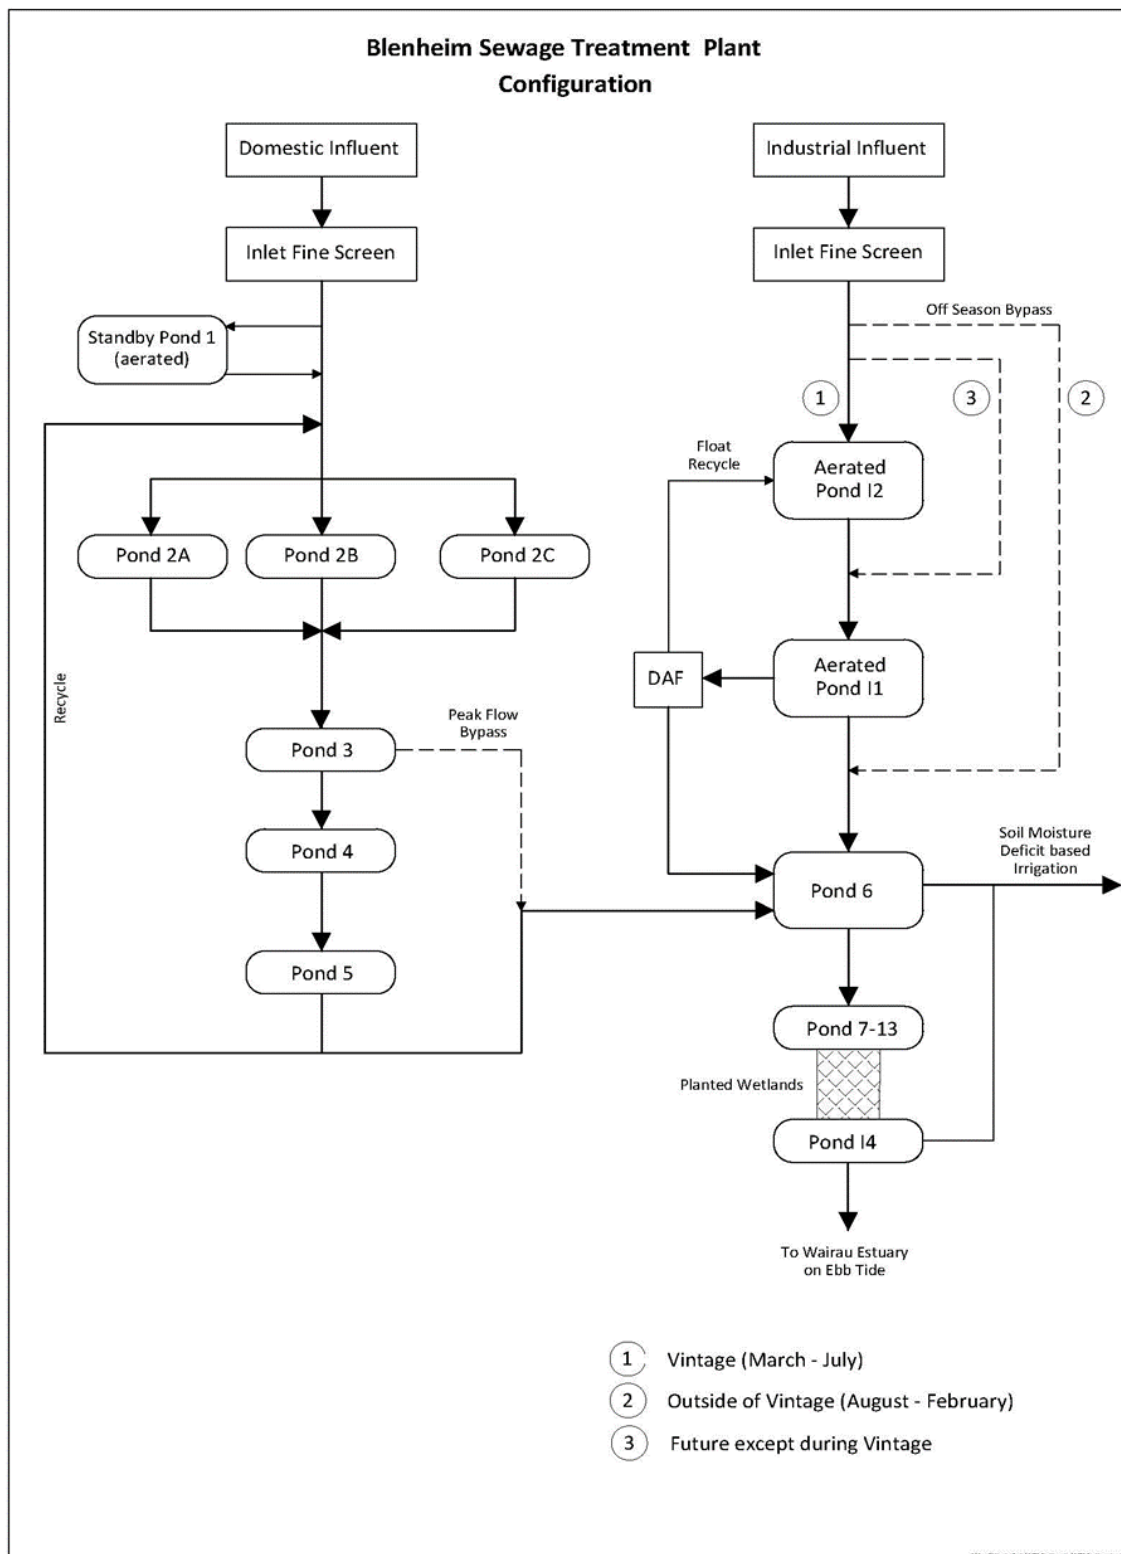 Blenheim Sewage Treatment Plant
Configuration
Domestic Influent
Industrial Influent
Inlet Fine Screen
Inlet Fine Screen
Off Season Bypass
Standby Pond 1
(aerated)
1
3
2
Float
Recycle
Aerated
Pond I2
Pond 2A
Pond 2B
Pond 2C
Recycle
DAF
Aerated
Pond I1
Peak Flow
Bypass
Pond 3
Pond 4
Soil Moisture
Deficit based
Irrigation
Pond 6
Pond 5
Pond 7-13
Planted Wetlands
Pond I4
To Wairau Estuary
on Ebb Tide
1 Vintage (March - July)
2 Outside of Vintage (August - February)
3 Future except during Vintage